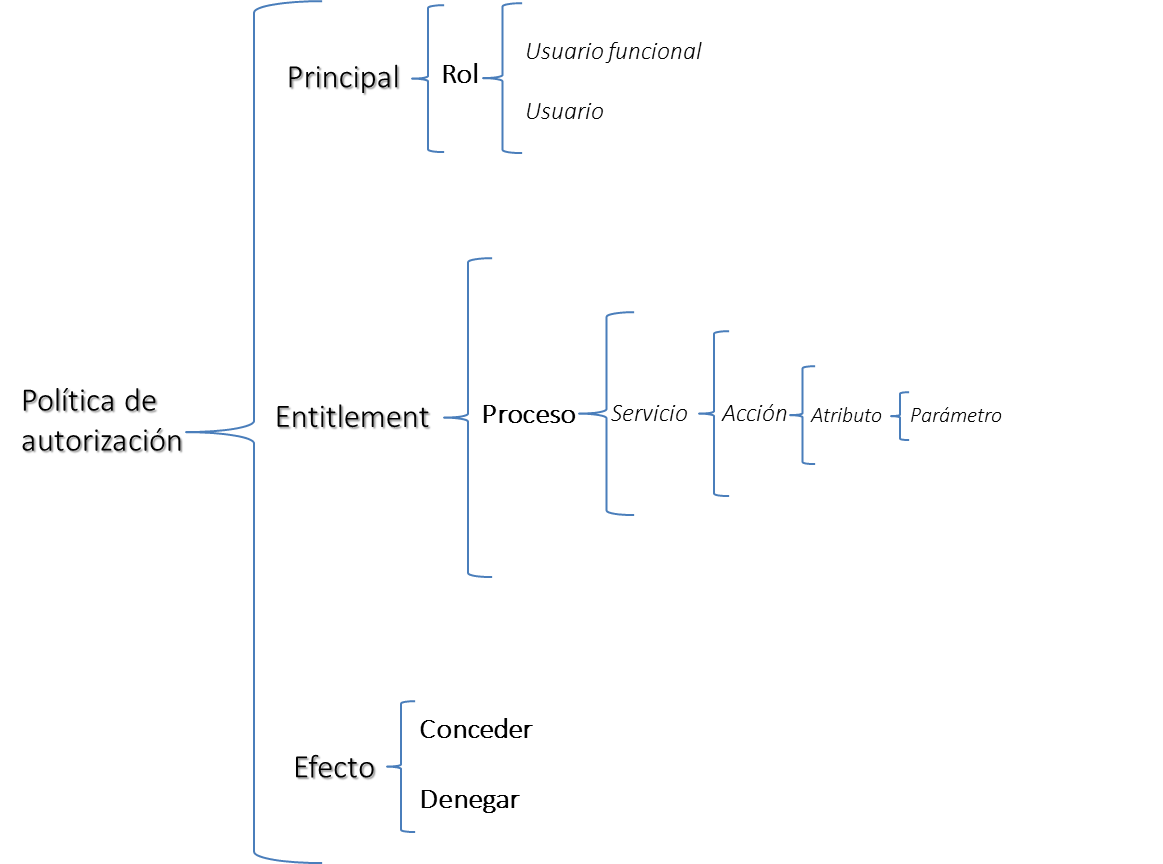 Política de
autorización
Principal
Rol
Usuario funcional
Usuario
Entitlement
Proceso
Servicio
Acción
Atributo
Parámetro
Efecto
Conceder
Denegar